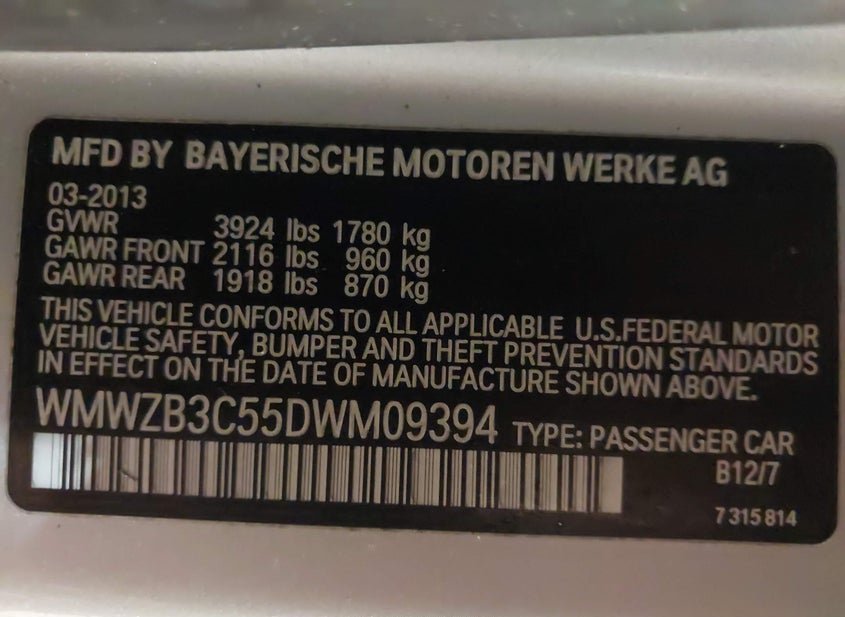 MFD BY BAYERISCHE MOTOREN WERKE AG
03-2013
GVWR 3924 lbs 1780 kg
GAWR FRONT 2116 lbs 960 kg
GAWR REAR 1918 lbs 870 kg
THIS VEHICLE CONFORMS TO ALL APPLICABLE U.S.FEDERAL MOTOR
VEHICLE SAFETY, BUMPER AND THEFT PREVENTION STANDARDS
IN EFFECT ON THE DATE OF MANUFACTURE SHOWN ABOVE.
WMWZB3C55DWM09394 TYPE: PASSENGER CAR
B12/7
7 315 814